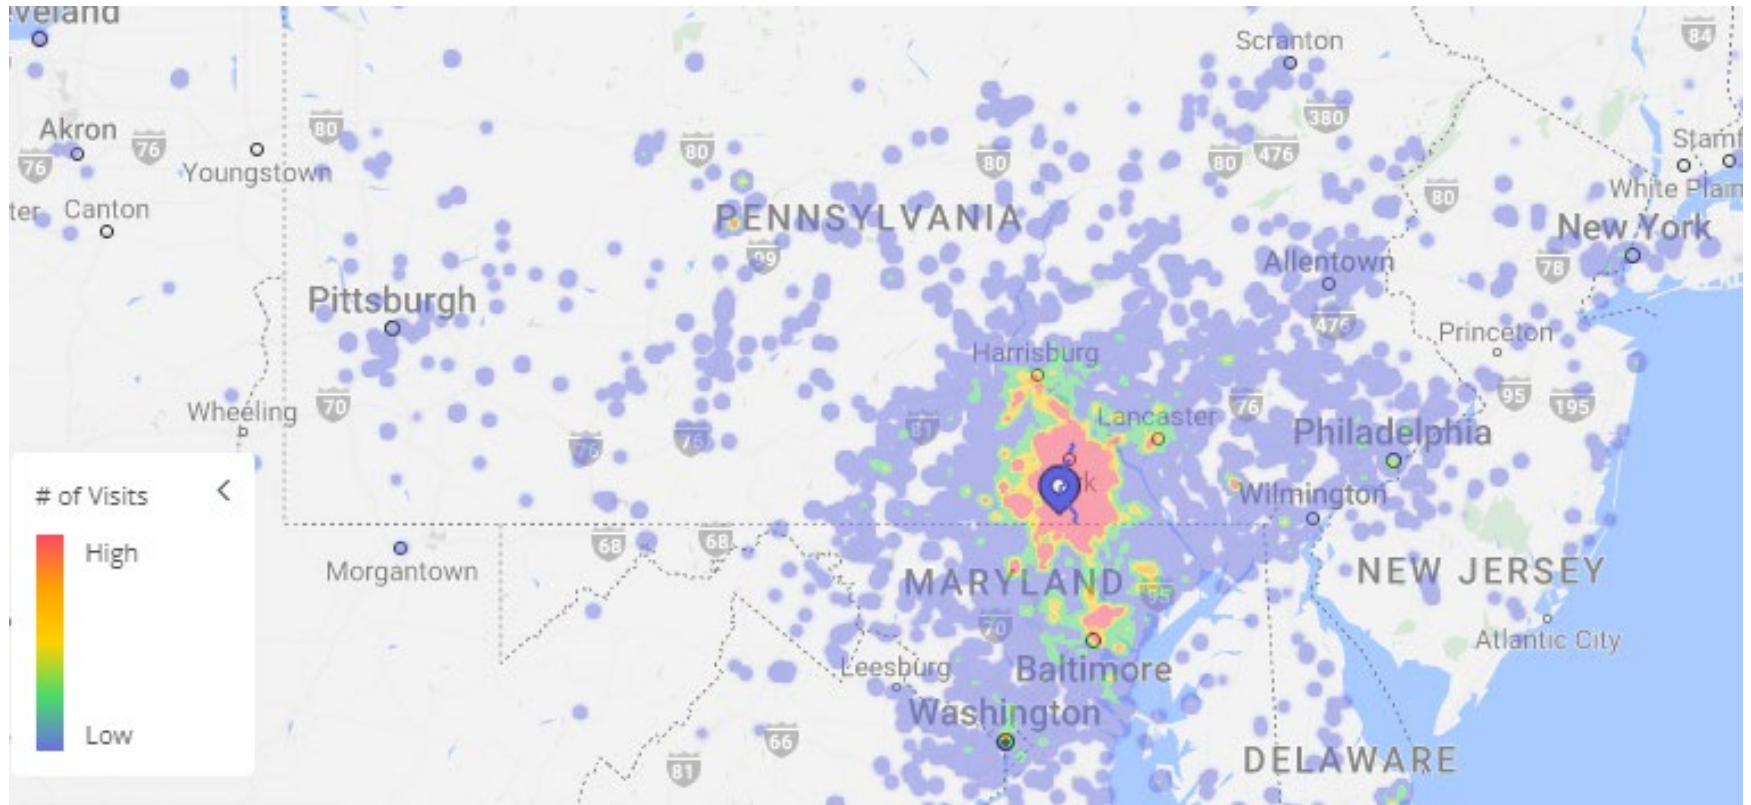 veland
Scranton
84
380
Akron
76
80
80
80
80
476
Stamf
76
Youngstown
White Plain
80
ter
Canton
PENNSYLVANIA
New York
99
Allentown
78
Pittsburgh
476
Princeton
Harrisburg
95
195
70
76
Wheeling
81
Lancaster
Philadelphia
76
76
# of Visits
rk
Wilmington
High
68
68
Morgantown
MARYLAND
NEW JERSEY
95
70
Atlantic City
Leesburg
Baltimore
Washington
Low
66
81
DELAWARE